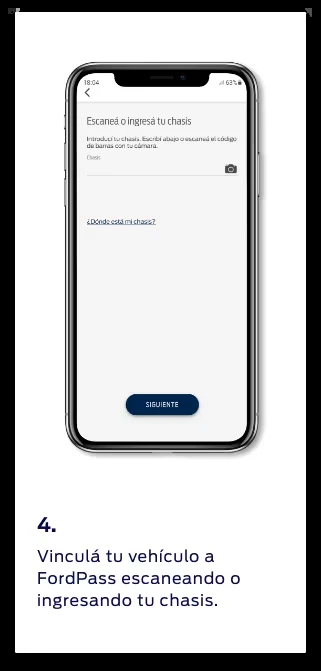 18:04
63%
Escaneá o ingresá tu chasis
Introducí tu chasis. Escribí abajo o escaneá el código
de barras con tu cámara.
Chasis
¿Dónde está mi chasis?
SIGUIENTE
4.
Vinculá tu vehículo a
FordPass escaneando o
ingresando tu chasis.